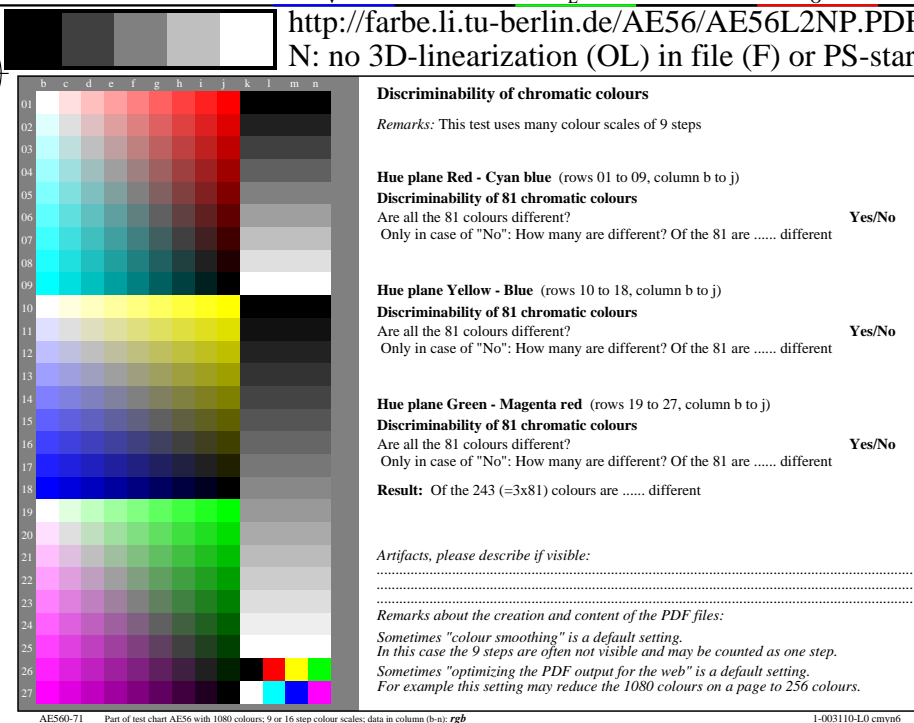 http://farbe.li.tu-berlin.de/AE56/AE56L2NP.PDF
N: no 3D-linearization (OL) in file (F) or PS-star
b c d e f g h i j k l m n
01
02
03
04
05
06
07
08
09
10
11
12
13
14
15
16
17
18
19
20
21
22
23
24
25
26
27
Discriminability of chromatic colours
Remarks: This test uses many colour scales of 9 steps
Hue plane Red - Cyan blue (rows 01 to 09, column b to j)
Discriminability of 81 chromatic colours
Are all the 81 colours different? Yes/No
Only in case of "No": How many are different? Of the 81 are ...... different
Hue plane Yellow - Blue (rows 10 to 18, column b to j)
Discriminability of 81 chromatic colours
Are all the 81 colours different? Yes/No
Only in case of "No": How many are different? Of the 81 are ...... different
Hue plane Green - Magenta red (rows 19 to 27, column b to j)
Discriminability of 81 chromatic colours
Are all the 81 colours different? Yes/No
Only in case of "No": How many are different? Of the 81 are ...... different
Result: Of the 243 (=3x81) colours are ...... different
Artifacts, please describe if visible:
Remarks about the creation and content of the PDF files:
Sometimes "colour smoothing" is a default setting.
In this case the 9 steps are often not visible and may be counted as one step.
Sometimes "optimizing the PDF output for the web" is a default setting.
For example this setting may reduce the 1080 colours on a page to 256 colours.
AE560-71 Part of test chart AE56 with 1080 colours; 9 or 16 step colour scales; data in column (b-n): rgb 1-003110-L0 cmyn6